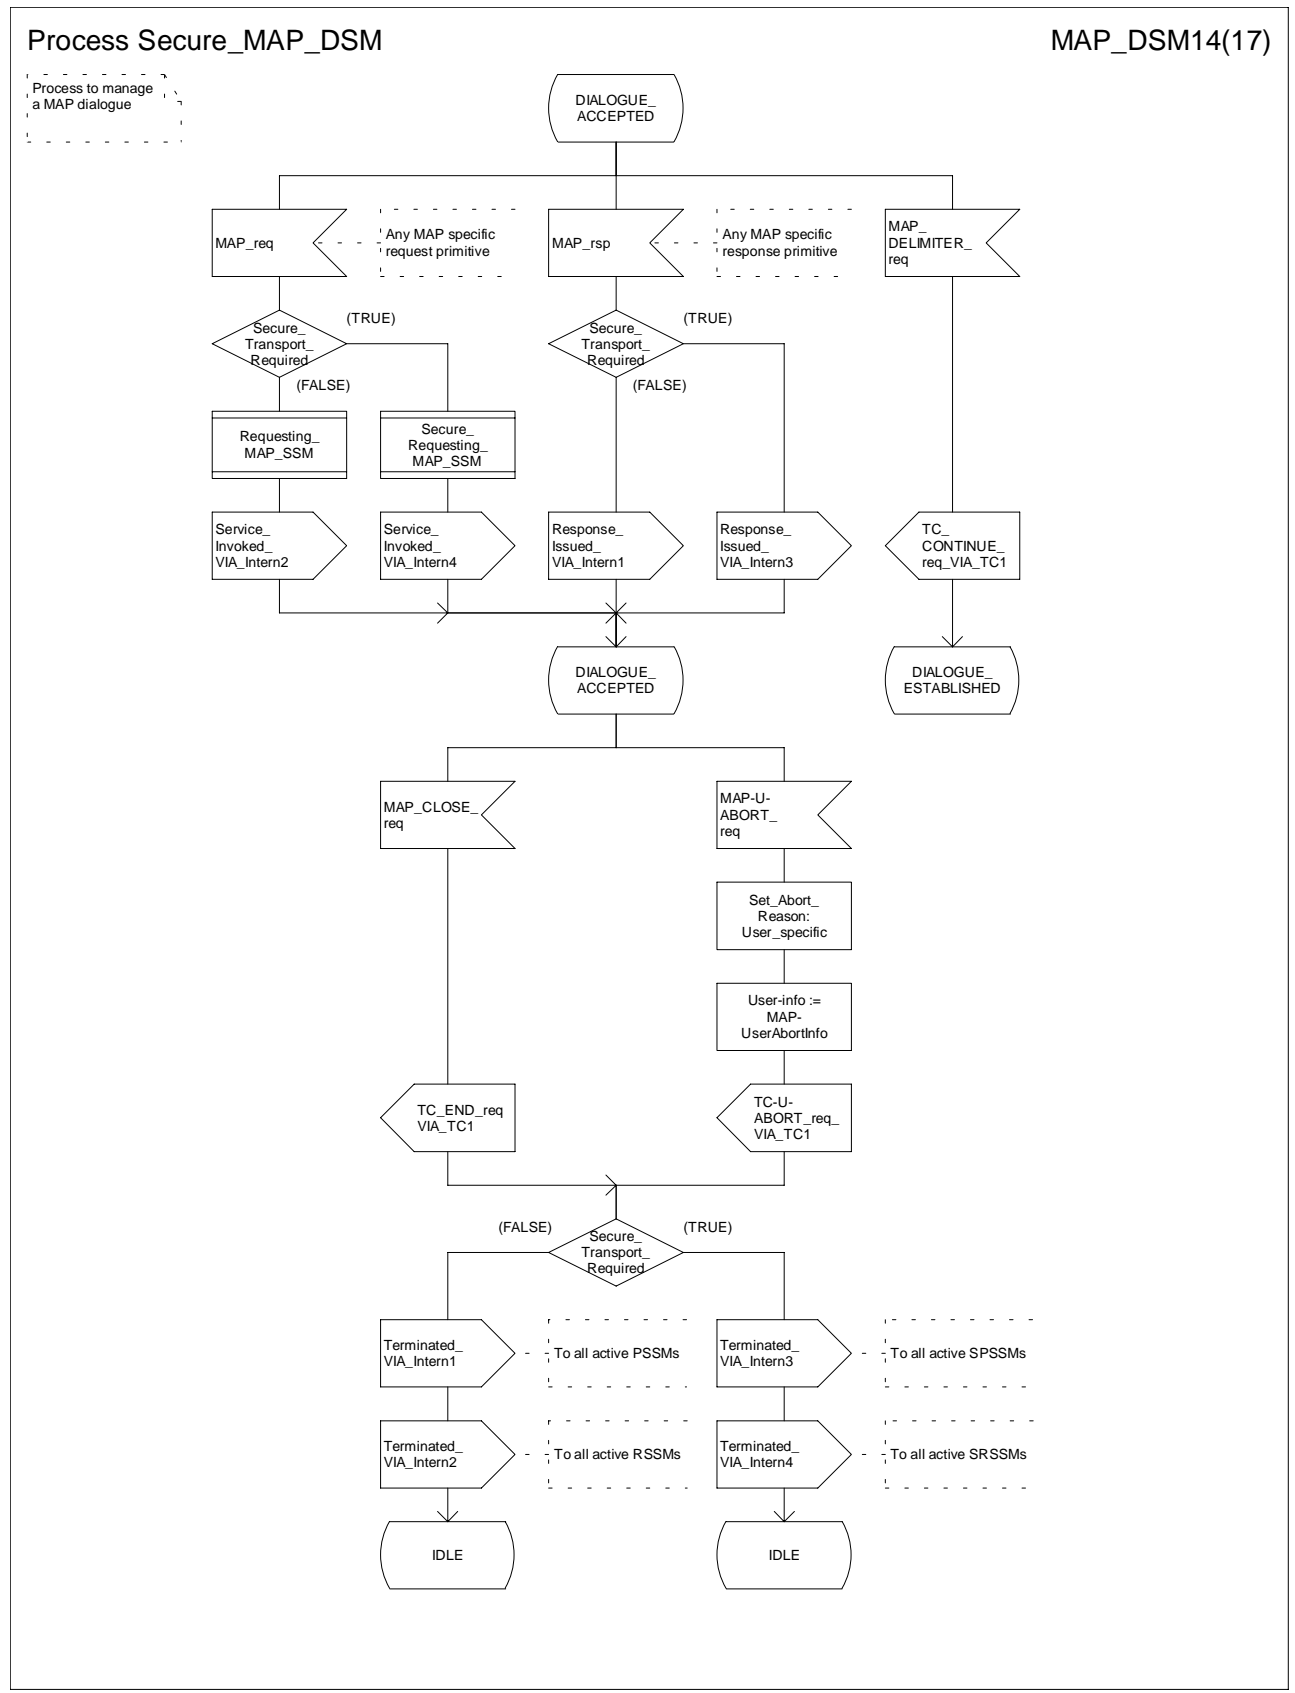 Process Secure_MAP_DSM
MAP_DSM14(17)
Process to manage
a MAP dialogue
DIALOGUE_
ACCEPTED
MAP_req
Any MAP specific
request primitive
MAP_rsp
Any MAP specific
response primitive
MAP_
DELIMITER_
req
Secure_
Transport_
Required
(TRUE)
(FALSE)
Secure_
Transport_
Required
(TRUE)
(FALSE)
Requesting_
MAP_SSM
Secure_
Requesting_
MAP_SSM
Service_
Invoked_
VIA_Intern2
Service_
Invoked_
VIA_Intern4
Response_
Issued_
VIA_Intern1
Response_
Issued_
VIA_Intern3
TC_
CONTINUE_
req_VIA_TC1
DIALOGUE_
ACCEPTED
DIALOGUE_
ESTABLISHED
MAP_CLOSE_
req
MAP-U-
ABORT_
req
Set_Abort_
Reason:
User_specific
User-info :=
MAP-
UserAbortInfo
TC_END_req
VIA_TC1
TC-U-
ABORT_req_
VIA_TC1
(FALSE)
Secure_
Transport_
Required
(TRUE)
Terminated_
VIA_Intern1
To all active PSSMs
Terminated_
VIA_Intern3
To all active SPSSMs
Terminated_
VIA_Intern2
To all active RSSMs
Terminated_
VIA_Intern4
To all active SRSSMs
IDLE
IDLE